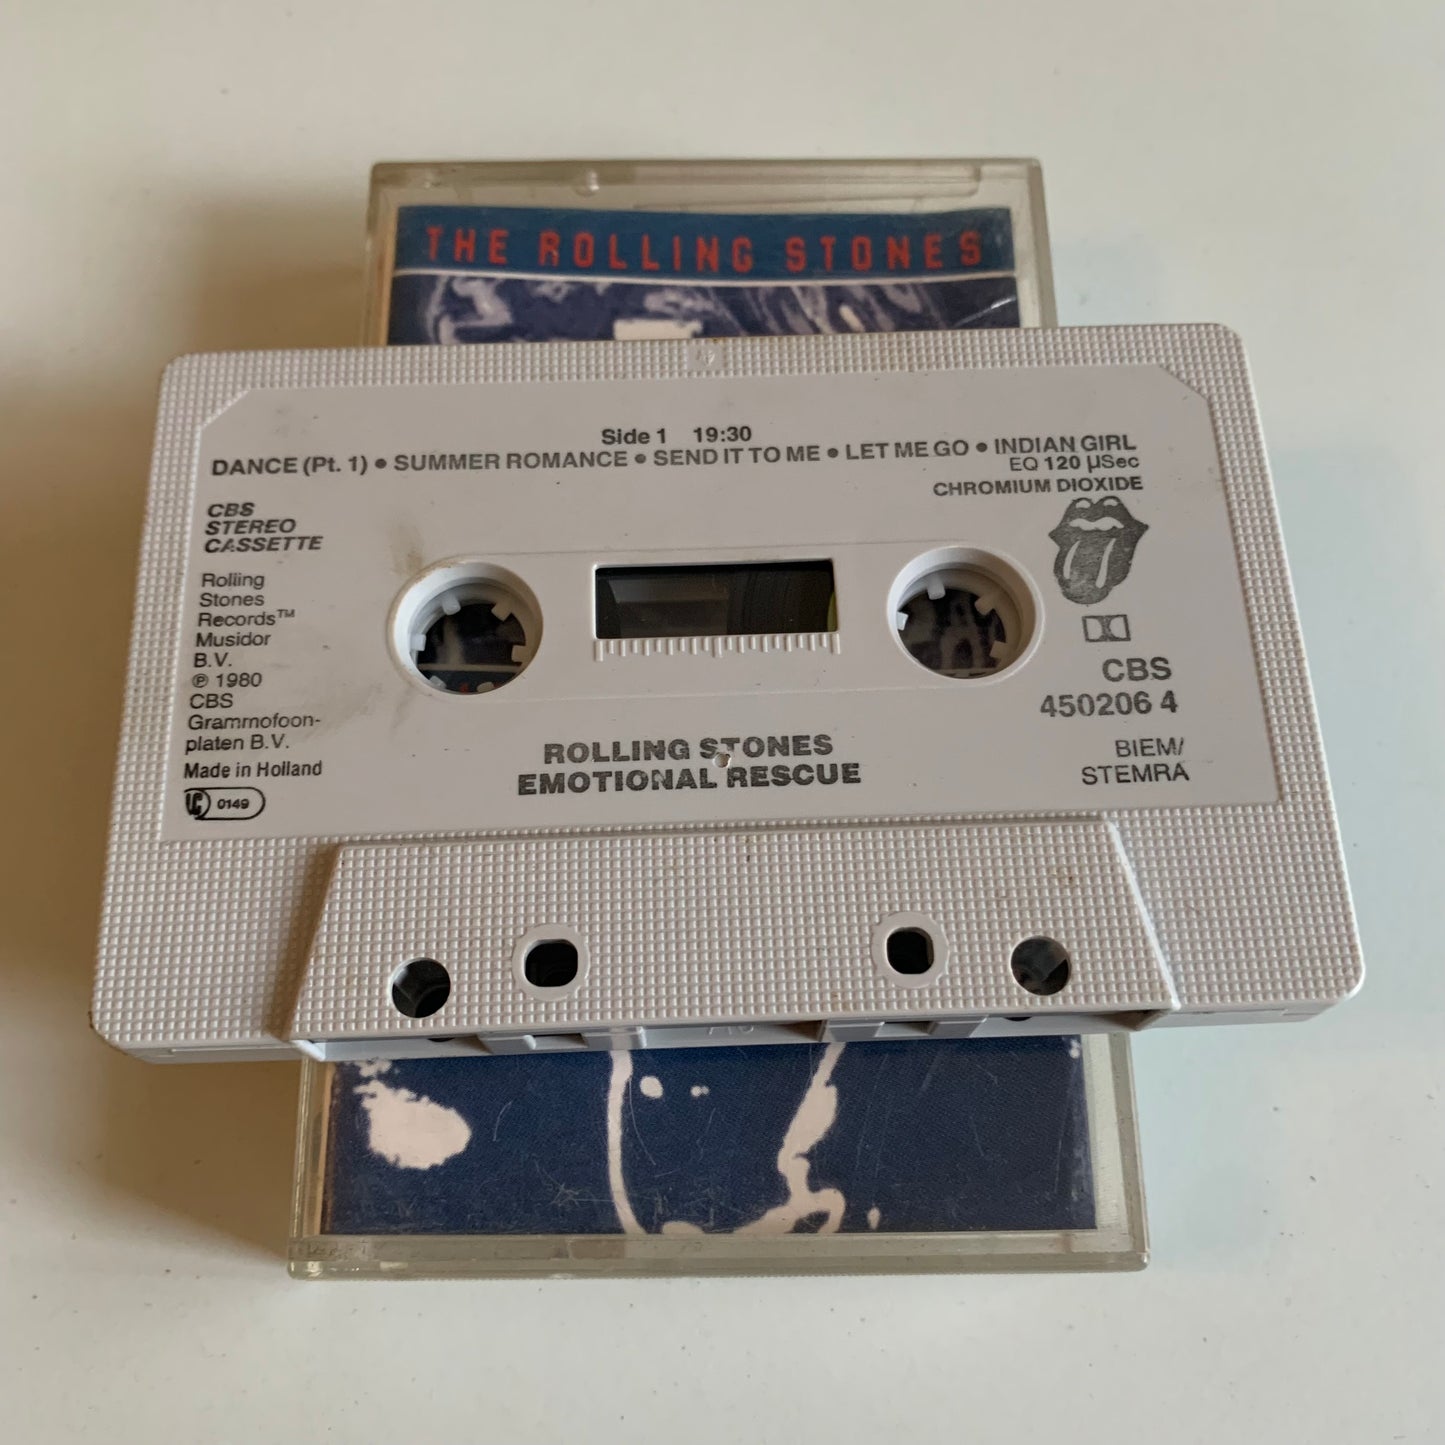 THE ROLLING STONES
Side 1 19:30
DANCE (Pt. 1) • SUMMER ROMANCE • SEND IT TO ME • LET ME GO • INDIAN GIRL
EQ 120 µSec
CHROMIUM DIOXIDE
CBS
STEREO
CASSETTE
Rolling
Stones
Records™
Musidor
B.V.
℗ 1980
CBS
Grammofoon-
platen B.V.
Made in Holland
LC 0149
CBS
450206 4
BIEM/
STEMRA
ROLLING STONES
EMOTIONAL RESCUE